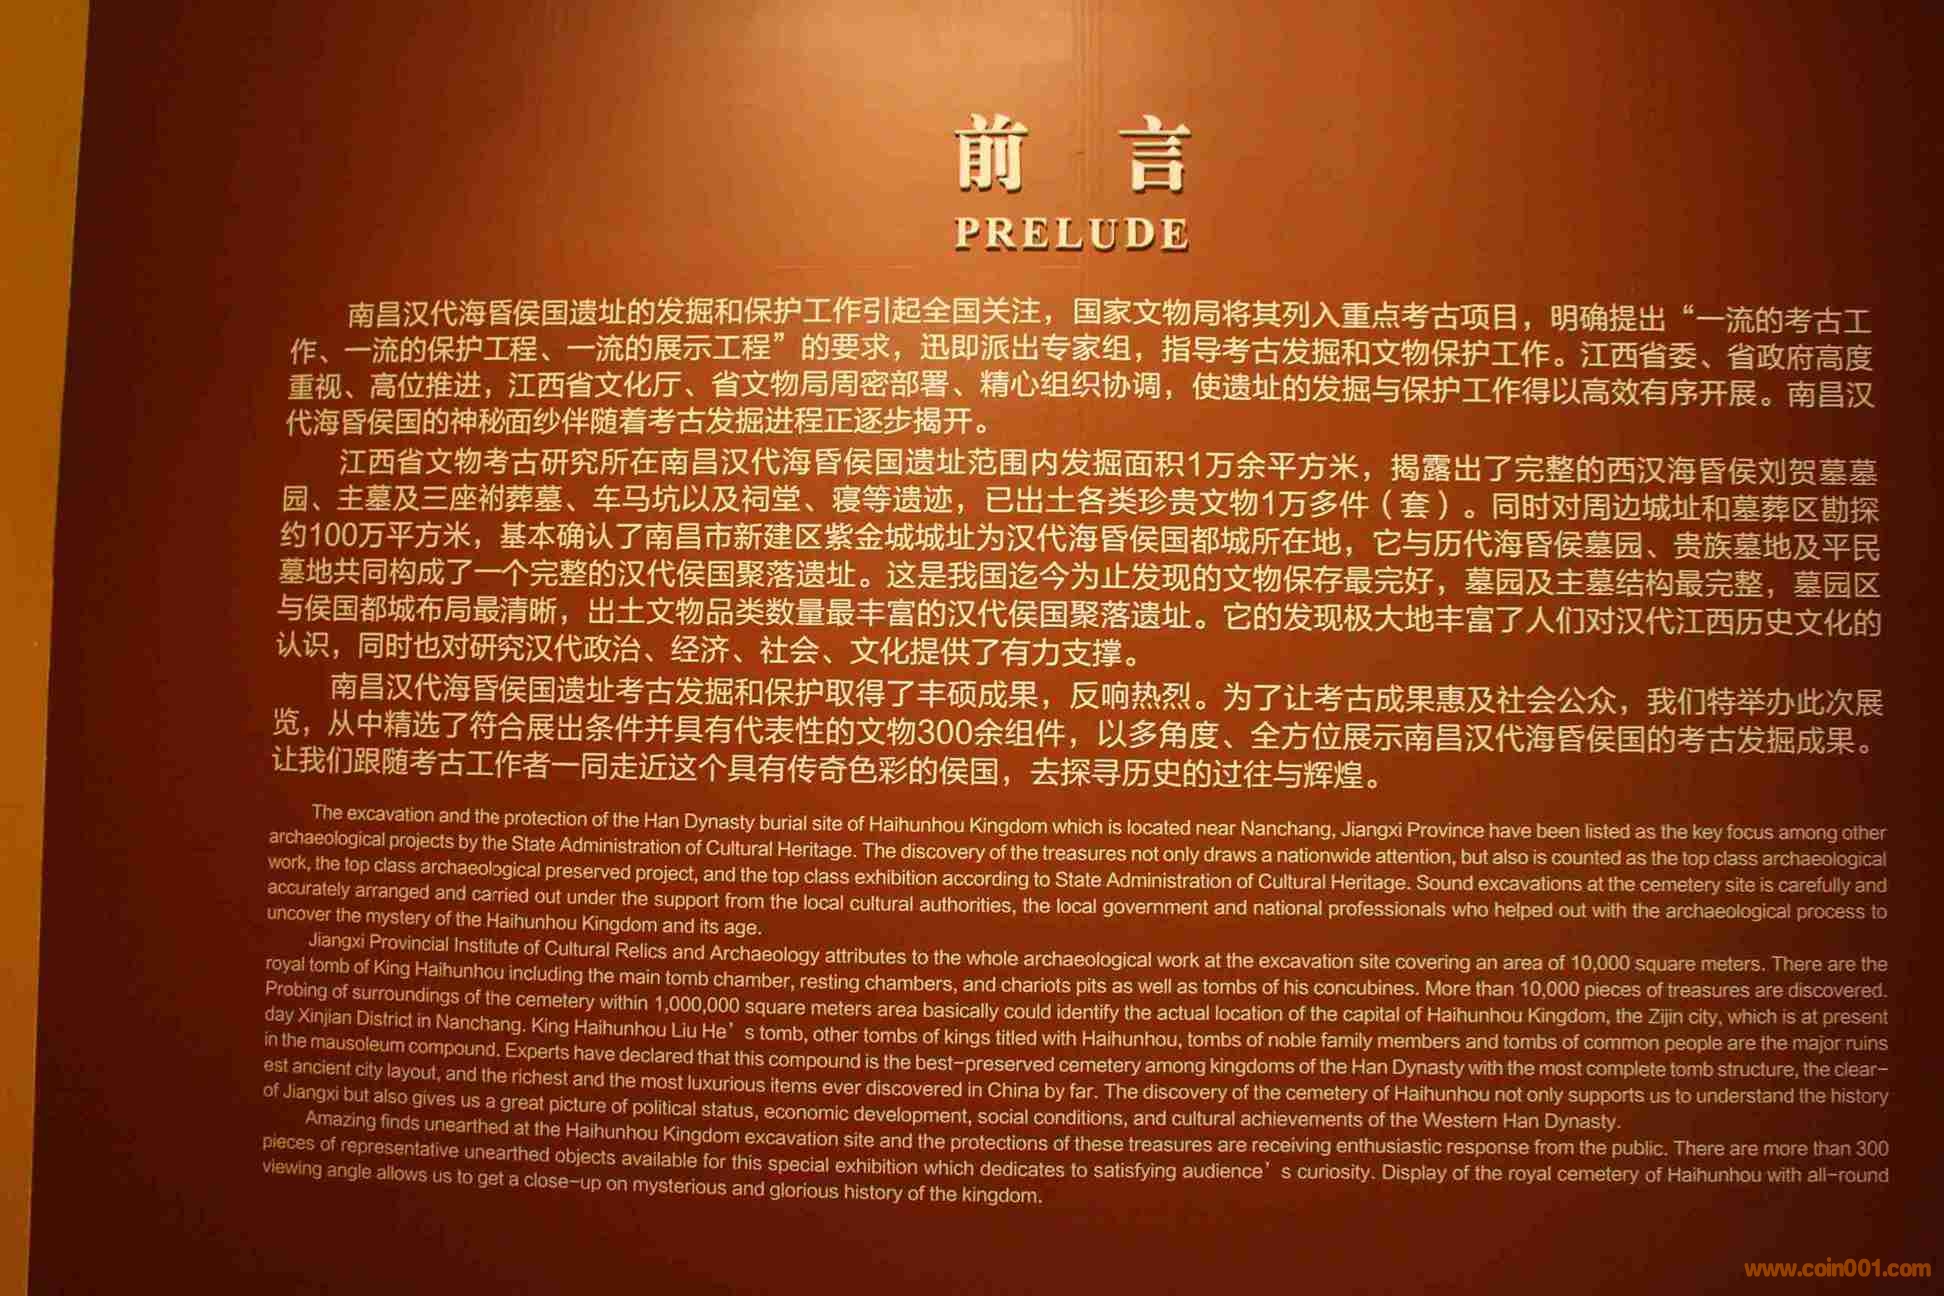 前 言
PRELUDE
南昌汉代海昏侯国遗址的发掘和保护工作引起全国关注，国家文物局将其列入重点考古项目，明确提出“一流的考古工
作、一流的保护工程、一流的展示工程”的要求，迅即派出专家组，指导考古发掘和文物保护工作。江西省委、省政府高度
重视、高位推进，江西省文化厅、省文物局周密部署、精心组织协调，使遗址的发掘与保护工作得以高效有序开展。南昌汉
代海昏侯国的神秘面纱伴随着考古发掘进程正逐步揭开。
江西省文物考古研究所在南昌汉代海昏侯国遗址范围内发掘面积1万余平方米，揭露出了完整的西汉海昏侯刘贺墓墓
园、主墓及三座祔葬墓、车马坑以及祠堂、寝等遗迹，已出土各类珍贵文物1万多件（套）。同时对周边城址和墓葬区勘探
约100万平方米，基本确认了南昌市新建区紫金城城址为汉代海昏侯国都城所在地，它与历代海昏侯墓园、贵族墓地及平民
墓地共同构成了一个完整的汉代侯国聚落遗址。这是我国迄今为止发现的文物保存最完好，墓园及主墓结构最完整，墓园区
与侯国都城布局最清晰，出土文物品类数量最丰富的汉代侯国聚落遗址。它的发现极大地丰富了人们对汉代江西历史文化的
认识，同时也对研究汉代政治、经济、社会、文化提供了有力支撑。
南昌汉代海昏侯国遗址考古发掘和保护取得了丰硕成果，反响热烈。为了让考古成果惠及社会公众，我们特举办此次展
览，从中精选了符合展出条件并具有代表性的文物300余组件，以多角度、全方位展示南昌汉代海昏侯国的考古发掘成果。
让我们跟随考古工作者一同走近这个具有传奇色彩的侯国，去探寻历史的过往与辉煌。
The excavation and the protection of the Han Dynasty burial site of Haihunhou Kingdom which is located near Nanchang, Jiangxi Province have been listed as the key focus among other
archaeological projects by the State Administration of Cultural Heritage. The discovery of the treasures not only draws a nationwide attention, but also is counted as the top class archaeological
work, the top class archaeological preserved project, and the top class exhibition according to State Administration of Cultural Heritage. Sound excavations at the cemetery site is carefully and
accurately arranged and carried out under the support from the local cultural authorities, the local government and national professionals who helped out with the archaeological process to
uncover the mystery of the Haihunhou Kingdom and its age.
Jiangxi Provincial Institute of Cultural Relics and Archaeology attributes to the whole archaeological work at the excavation site covering an area of 10,000 square meters. There are the
royal tomb of King Haihunhou including the main tomb chamber, resting chambers, and chariots pits as well as tombs of his concubines. More than 10,000 pieces of treasures are discovered.
Probing of surroundings of the cemetery within 1,000,000 square meters area basically could identify the actual location of the capital of Haihunhou Kingdom, the Zijin city, which is at present
day Xinjian District in Nanchang. King Haihunhou Liu He’s tomb, other tombs of kings titled with Haihunhou, tombs of noble family members and tombs of common people are the major ruins
in the mausoleum compound. Experts have declared that this compound is the best-preserved cemetery among kingdoms of the Han Dynasty with the most complete tomb structure, the clear-
est ancient city layout, and the richest and the most luxurious items ever discovered in China by far. The discovery of the cemetery of Haihunhou not only supports us to understand the history
of Jiangxi but also gives us a great picture of political status, economic development, social conditions, and cultural achievements of the Western Han Dynasty.
Amazing finds unearthed at the Haihunhou Kingdom excavation site and the protections of these treasures are receiving enthusiastic response from the public. There are more than 300
pieces of representative unearthed objects available for this special exhibition which dedicates to satisfying audience’s curiosity. Display of the royal cemetery of Haihunhou with all-round
viewing angle allows us to get a close-up on mysterious and glorious history of the kingdom.
www.coin001.com